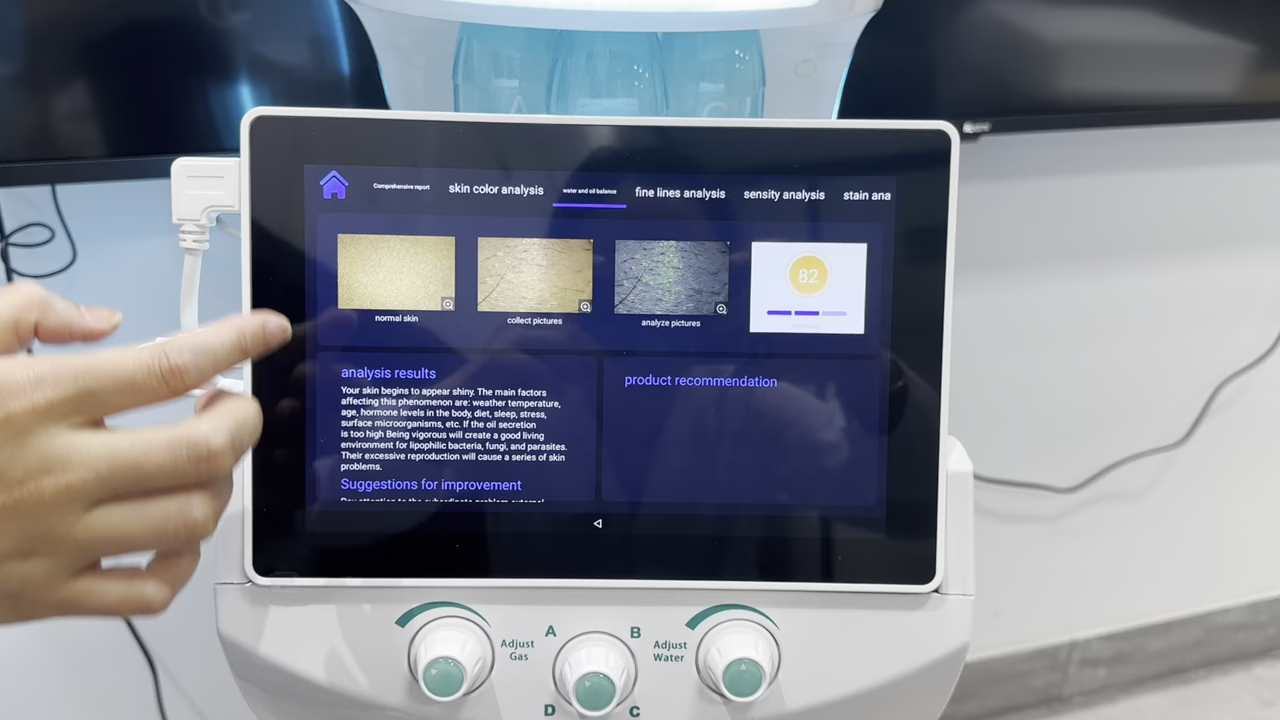 Comprehensive report
skin color analysis
water and oil balance
fine lines analysis
sensity analysis
stain ana
normal skin
collect pictures
analyze pictures
82
analysis results
Your skin begins to appear shiny. The main factors
affecting this phenomenon are: weather temperature,
age, hormone levels in the body, diet, sleep, stress,
surface microorganisms, etc. If the oil secretion
is too high Being vigorous will create a good living
environment for lipophilic bacteria, fungi, and parasites.
Their excessive reproduction will cause a series of skin
problems.
Suggestions for improvement
product recommendation
Adjust
Gas
A
B
D
C
Adjust
Water